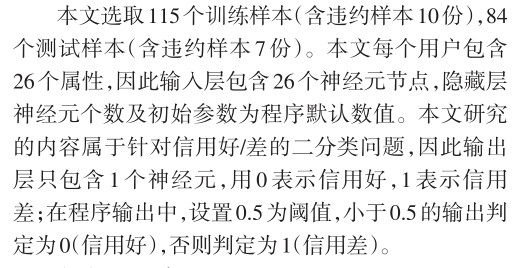 本文选取115个训练样本(含违约样本10份),84
个测试样本(含违约样本7份)。本文每个用户包含
26个属性,因此输入层包含26个神经元节点,隐藏层
神经元个数及初始参数为程序默认数值。本文研究
的内容属于针对信用好/差的二分类问题,因此输出
层只包含1个神经元,用0表示信用好,1表示信用
差;在程序输出中,设置0.5为阈值,小于0.5的输出判
定为0(信用好),否则判定为1(信用差)。